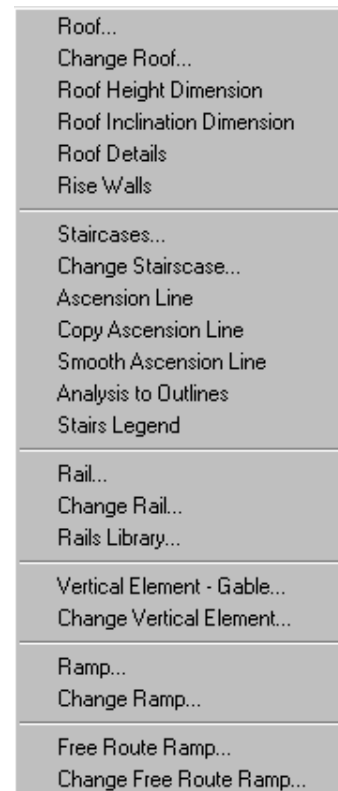 Roof...
Change Roof...
Roof Height Dimension
Roof Inclination Dimension
Roof Details
Rise Walls
Staircases...
Change Stairscase...
Ascension Line
Copy Ascension Line
Smooth Ascension Line
Analysis to Outlines
Stairs Legend
Rail...
Change Rail...
Rails Library...
Vertical Element - Gable...
Change Vertical Element...
Ramp...
Change Ramp...
Free Route Ramp...
Change Free Route Ramp...